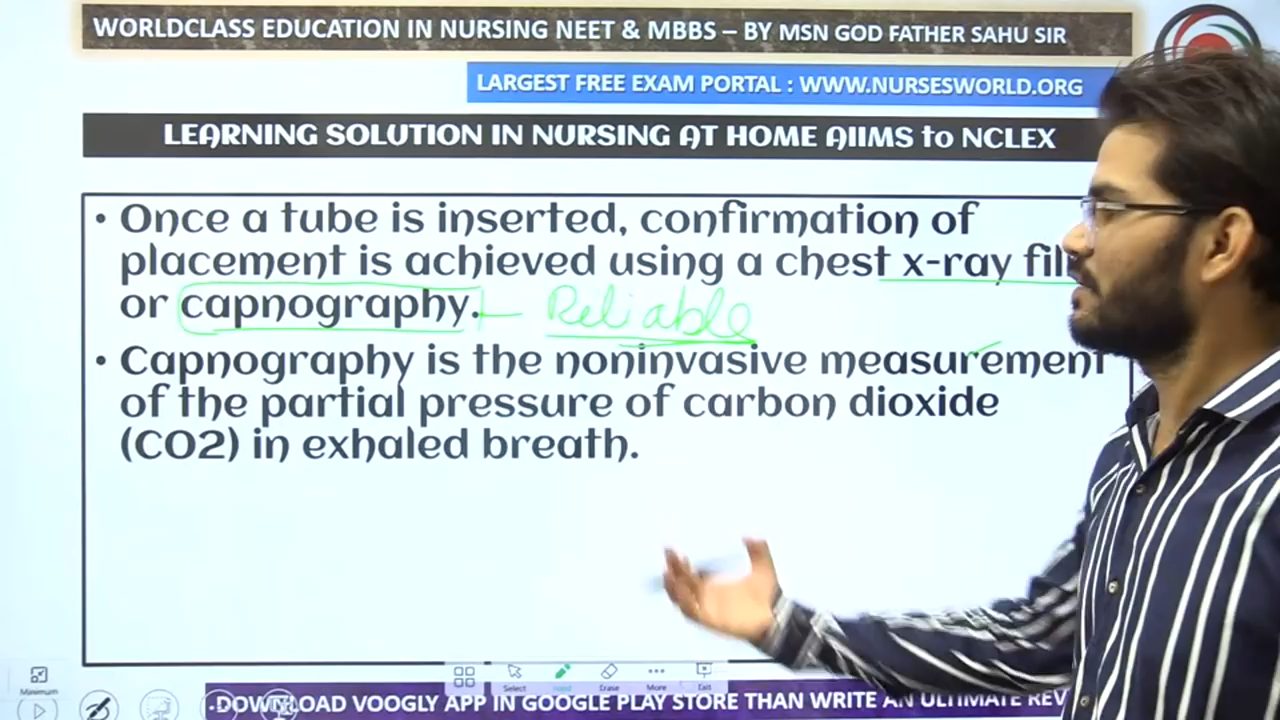 WORLDCLASS EDUCATION IN NURSING NEET & MBBS – BY MSN GOD FATHER SAHU SIR
LARGEST FREE EXAM PORTAL : WWW.NURSESWORLD.ORG
LEARNING SOLUTION IN NURSING AT HOME AIIMS to NCLEX
• Once a tube is inserted, confirmation of
placement is achieved using a chest x-ray
or capnography. Reliable
• Capnography is the noninvasive measurement
of the partial pressure of carbon dioxide
(CO2) in exhaled breath.
Maximum
Select Erase More Exit
DOWNLOAD VOOGLY APP IN GOOGLE PLAY STORE THAN WRITE AN ULTIMATE REV